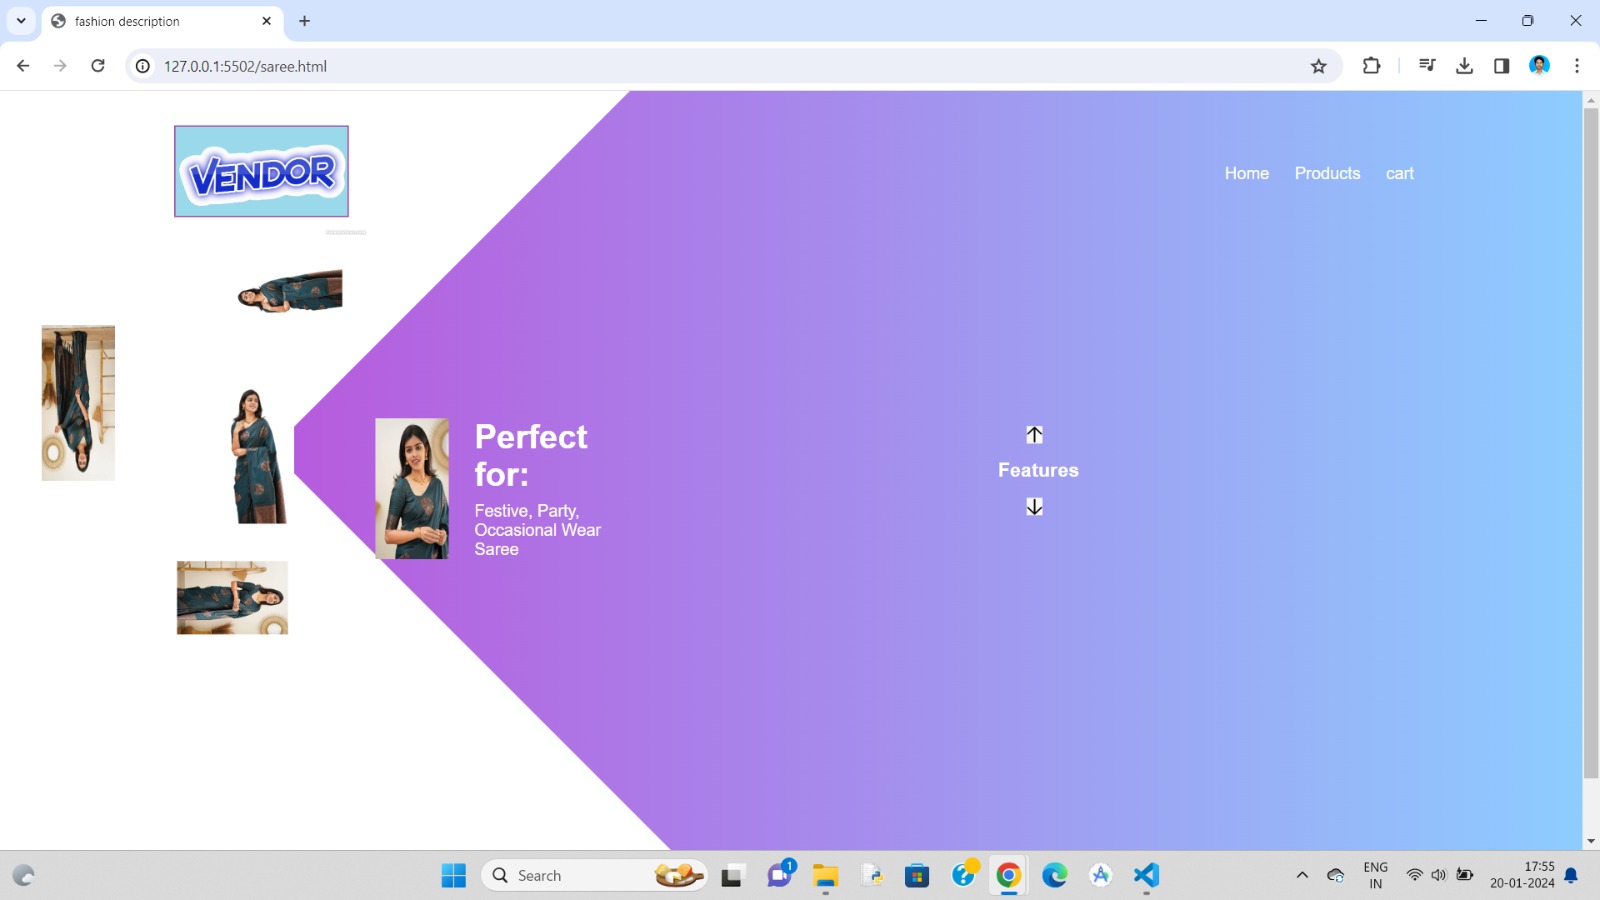 fashion description
127.0.0.1:5502/saree.html
VENDOR
Home Products cart
Perfect
for:
Festive, Party,
Occasional Wear
Saree
Features
Search
1
ENG
IN
17:55
20-01-2024